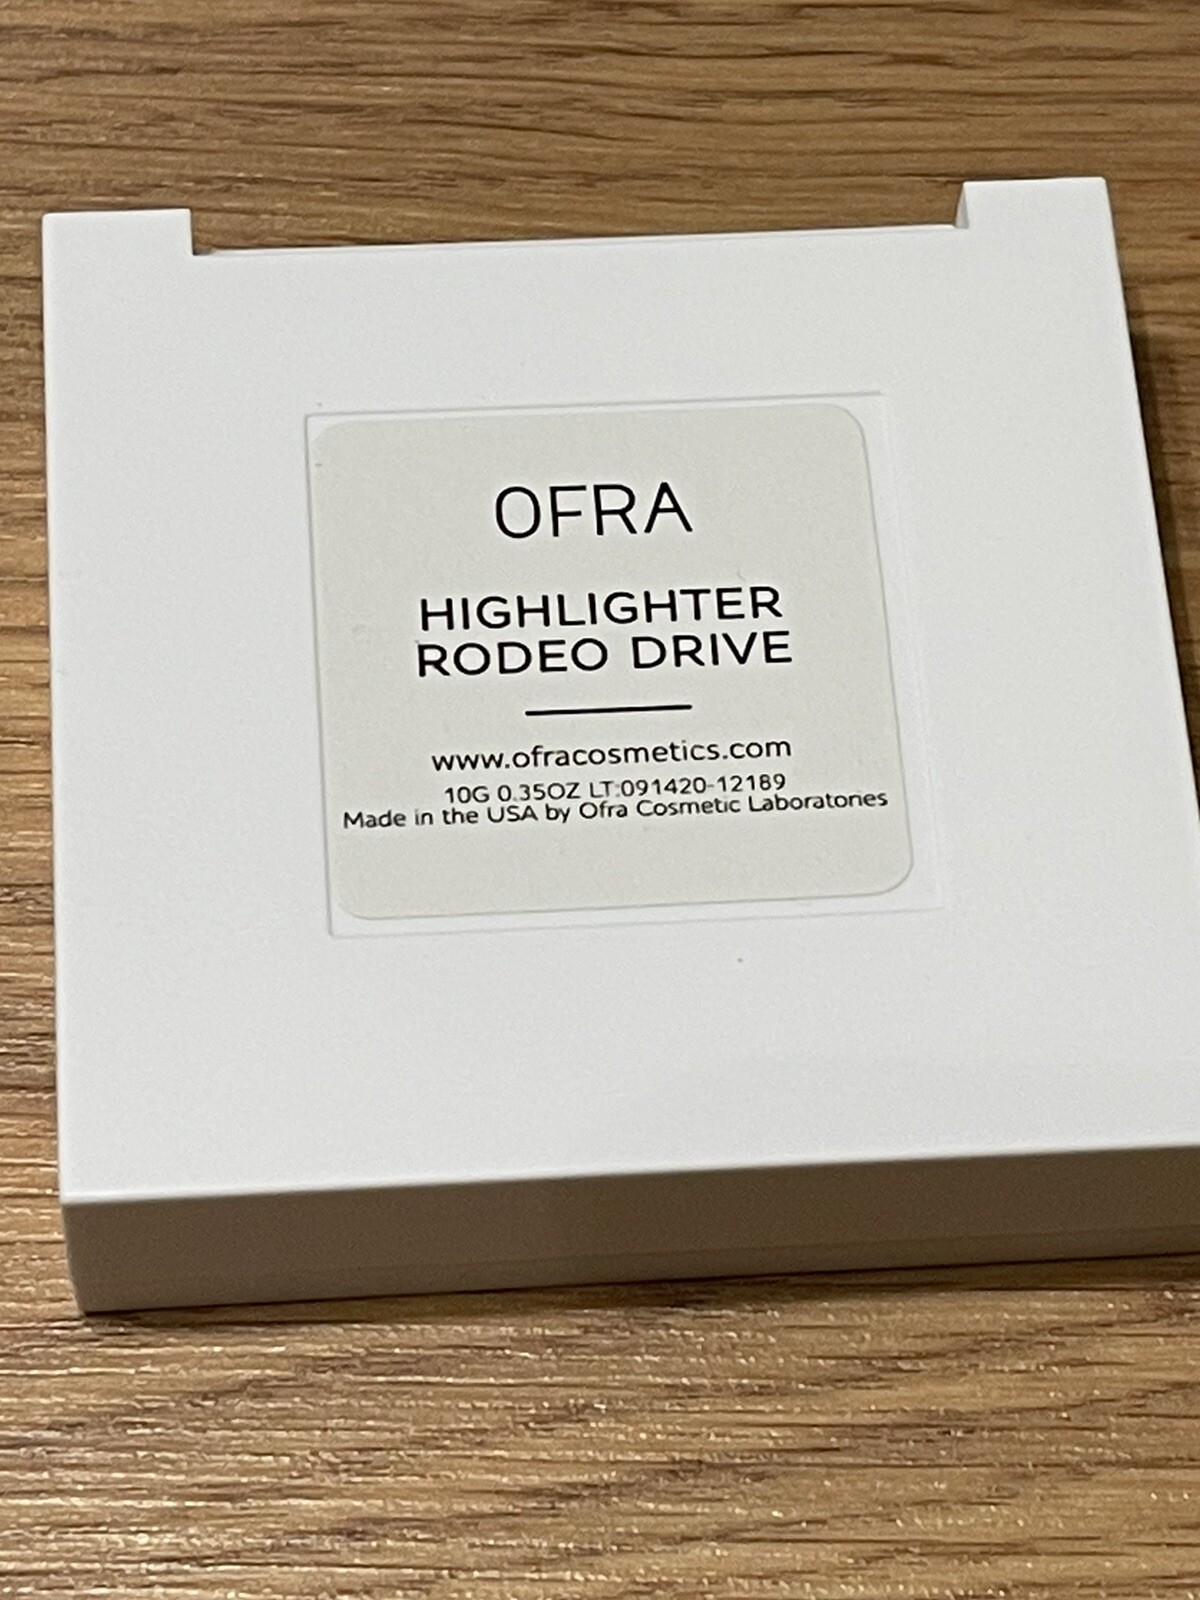 OFRA
HIGHLIGHTER
RODEO DRIVE
www.ofracosmetics.com
10G 0.35OZ LT:091420-12189
Made in the USA by Ofra Cosmetic Laboratories